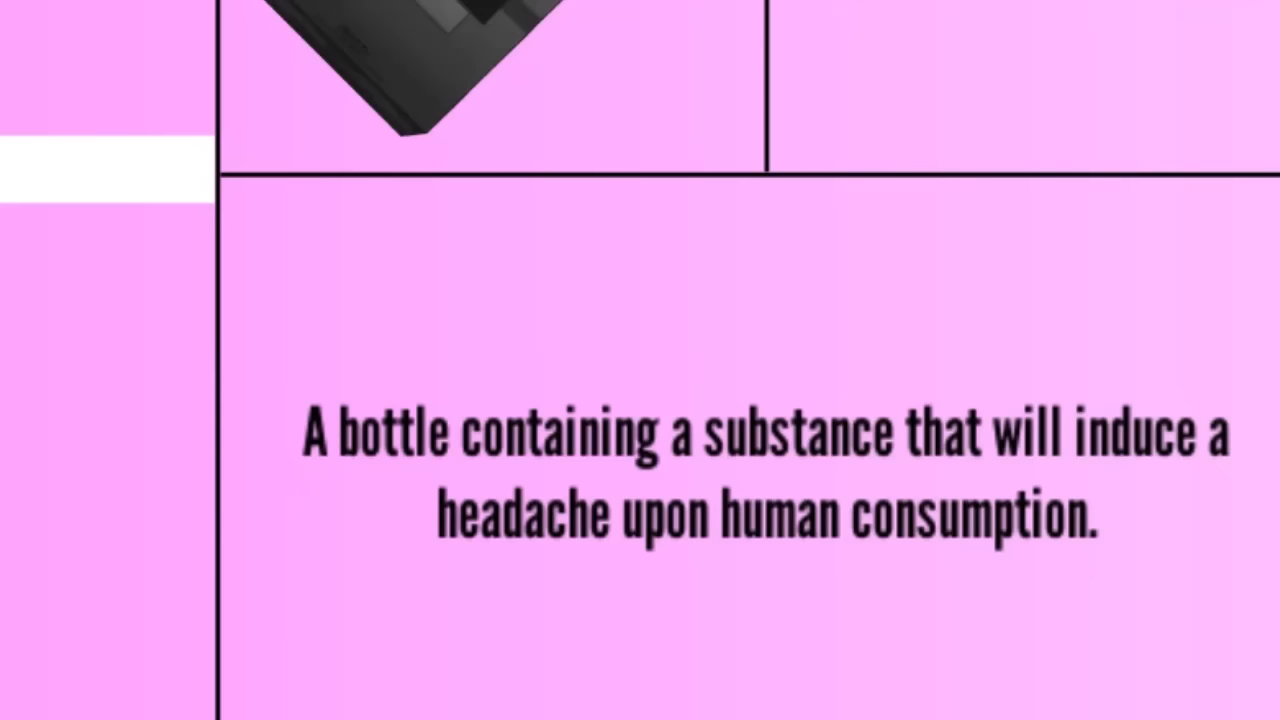 A bottle containing a substance that will induce a
headache upon human consumption.